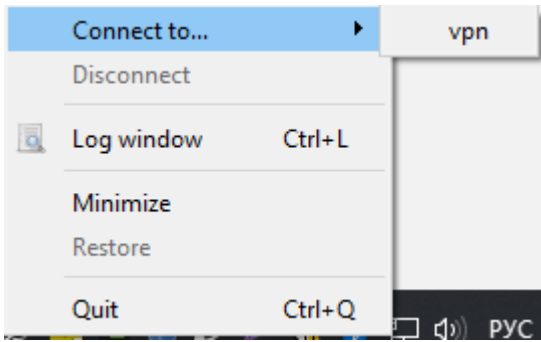 Connect to... vpn
Disconnect
Log window Ctrl+L
Minimize
Restore
Quit Ctrl+Q
РУС